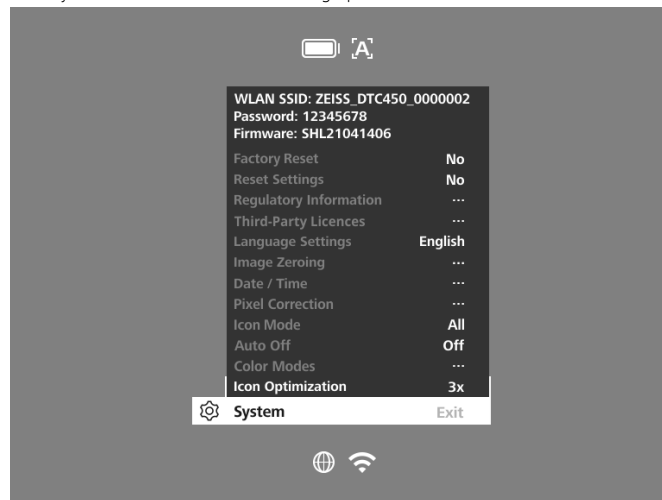 [A]
WLAN SSID: ZEISS_DTC450_0000002
Password: 12345678
Firmware: SHL21041406
Factory Reset No
Reset Settings No
Regulatory Information ...
Third-Party Licences ...
Language Settings English
Image Zeroing ...
Date / Time ...
Pixel Correction ...
Icon Mode All
Auto Off Off
Color Modes ...
Icon Optimization 3x
System Exit